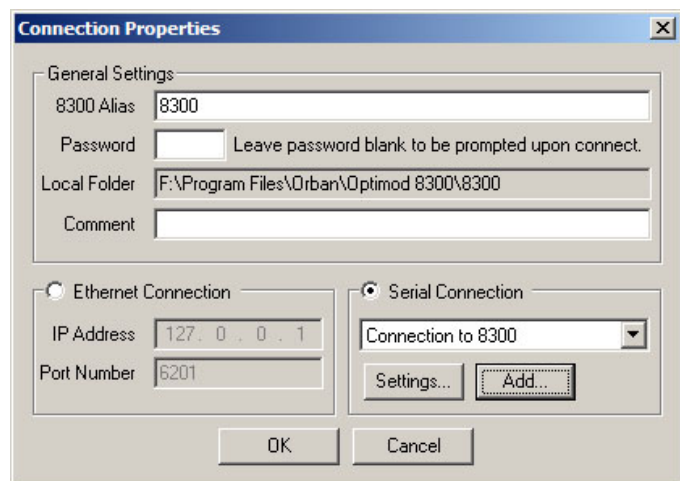 Connection Properties
General Settings
8300 Alias 8300
Password Leave password blank to be prompted upon connect.
Local Folder F:\Program Files\Orban\Optimod 8300\8300
Comment
Ethernet Connection
IP Address 127. 0 . 0 . 1
Port Number 6201
Serial Connection
Connection to 8300
Settings... Add...
OK Cancel